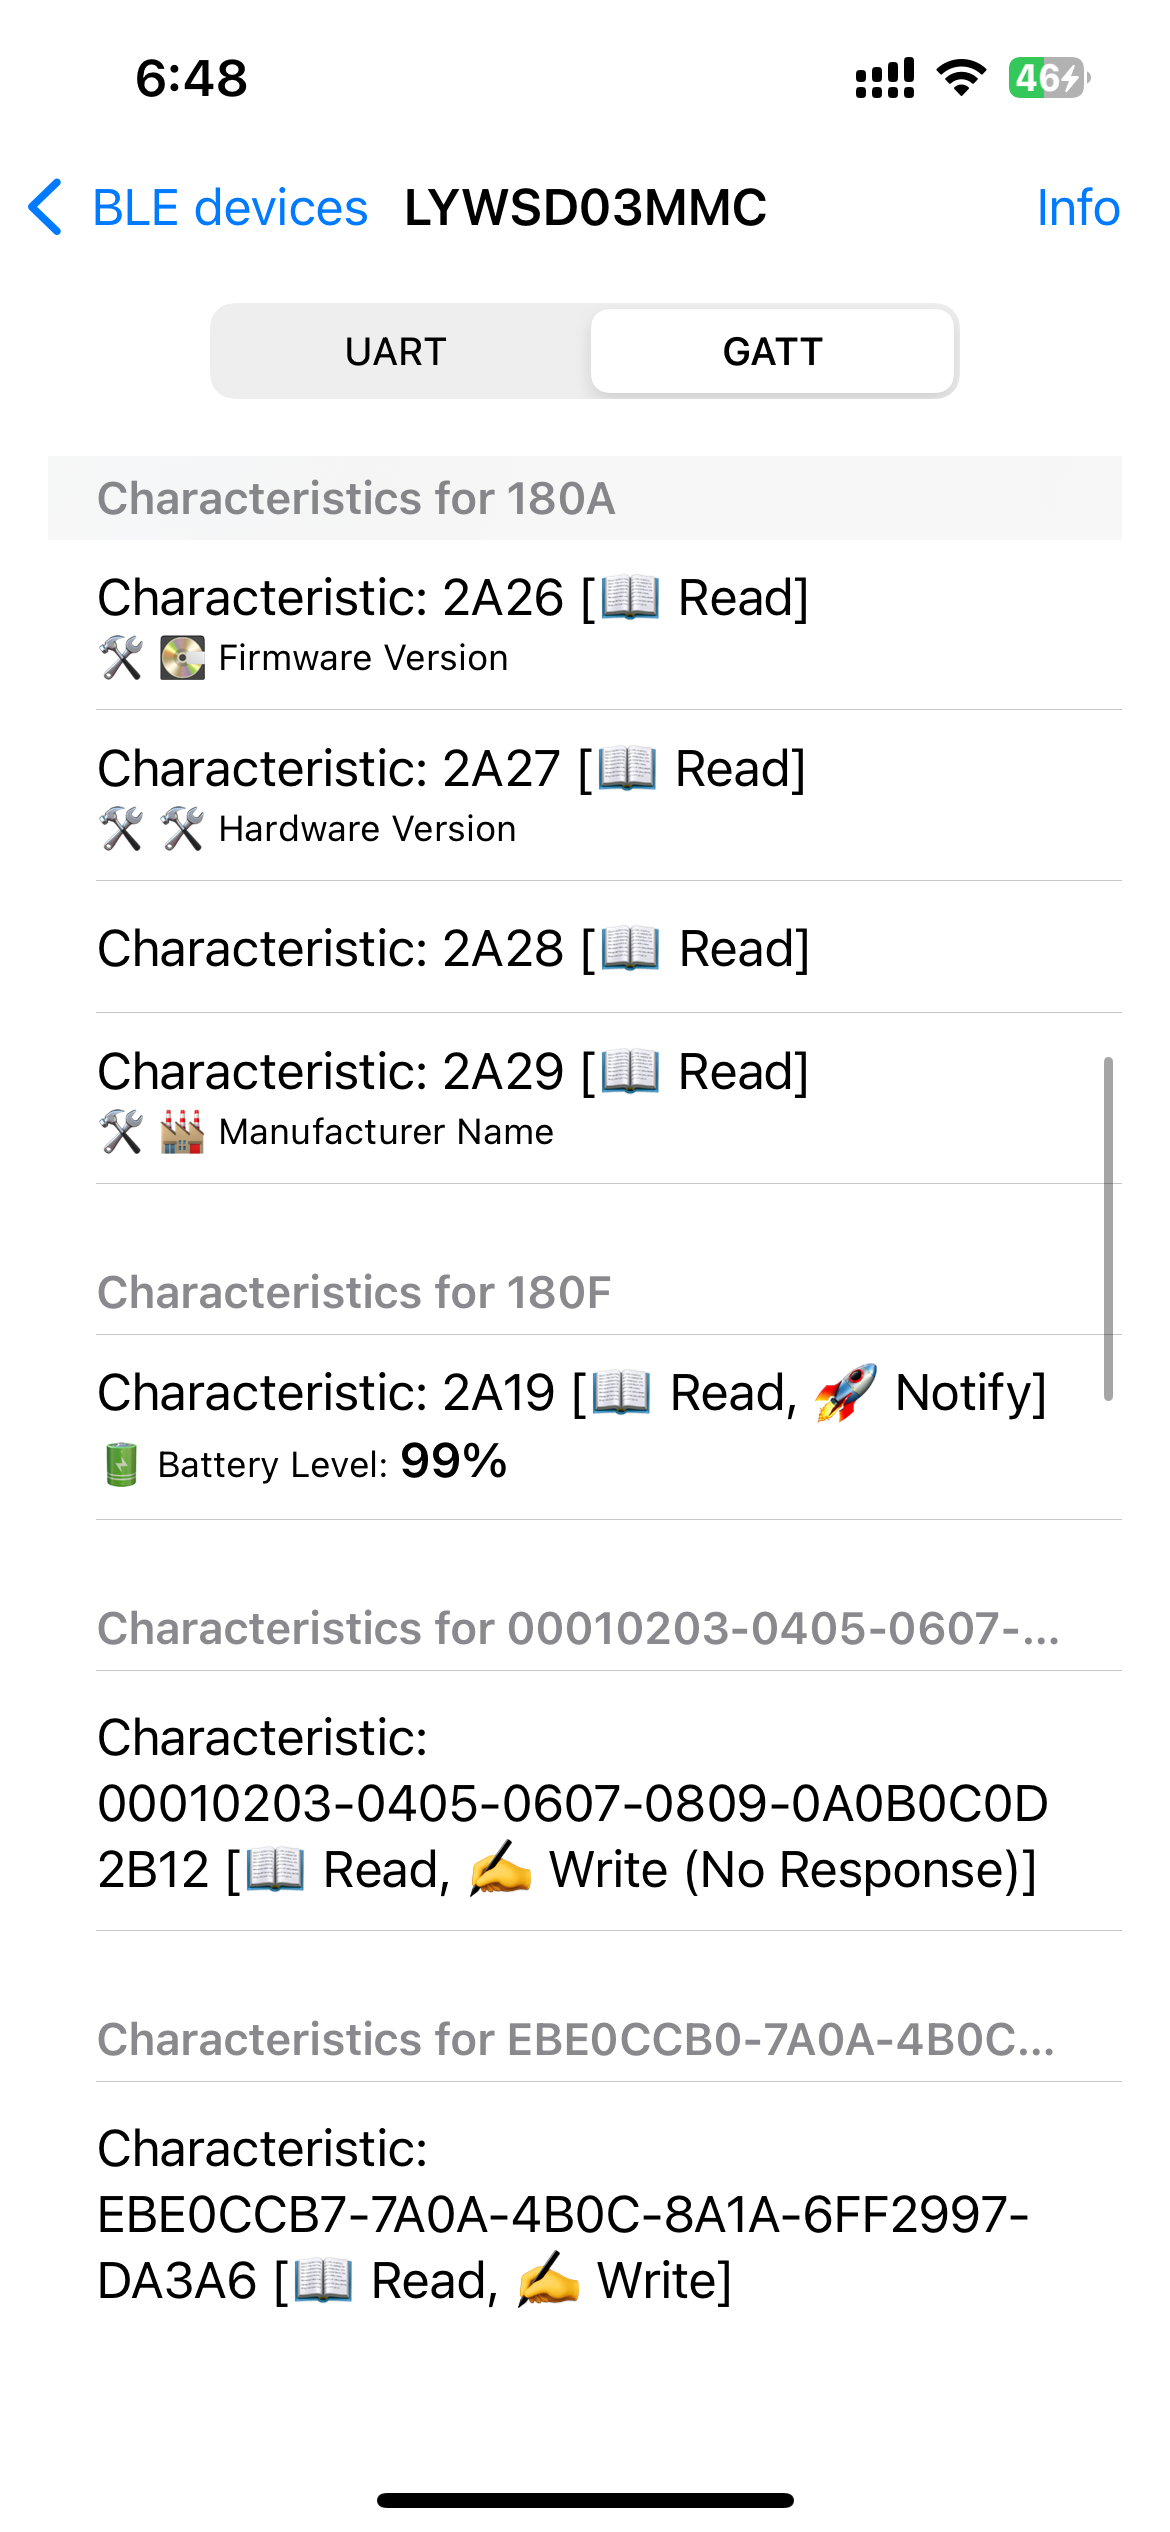 6:48
46
BLE devices LYWSD03MMC Info
UART GATT
Characteristics for 180A
Characteristic: 2A26 [📖 Read]
🛠 💽 Firmware Version
Characteristic: 2A27 [📖 Read]
🛠 🛠 Hardware Version
Characteristic: 2A28 [📖 Read]
Characteristic: 2A29 [📖 Read]
🛠 🏭 Manufacturer Name
Characteristics for 180F
Characteristic: 2A19 [📖 Read, 🚀 Notify]
🔋 Battery Level: 99%
Characteristics for 00010203-0405-0607-...
Characteristic:
00010203-0405-0607-0809-0A0B0C0D
2B12 [📖 Read, ✍️ Write (No Response)]
Characteristics for EBE0CCB0-7A0A-4B0C...
Characteristic:
EBE0CCB7-7A0A-4B0C-8A1A-6FF2997-
DA3A6 [📖 Read, ✍️ Write]